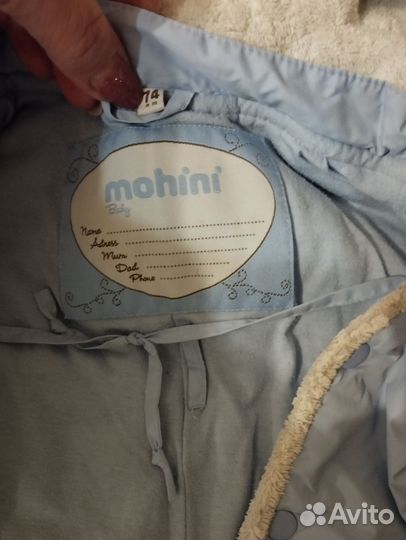 74
mohini
Baby
Name
Adress
Mum
Dad
Phone
Avito